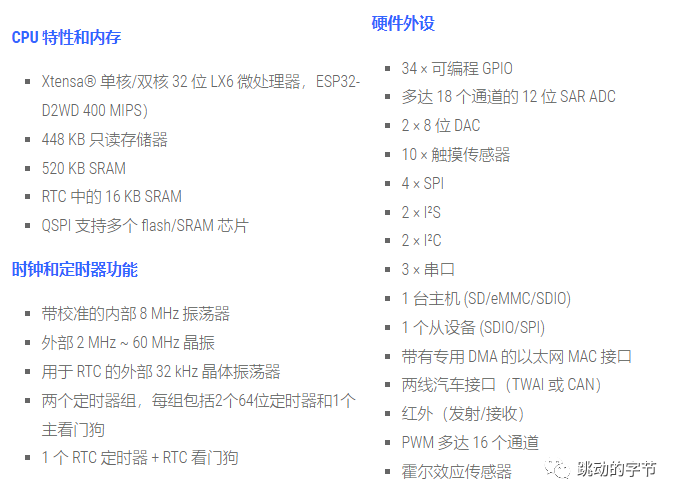 CPU 特性和内存
Xtensa® 单核/双核 32 位 LX6 微处理器，ESP32-
D2WD 400 MIPS）
448 KB 只读存储器
520 KB SRAM
RTC 中的 16 KB SRAM
QSPI 支持多个 flash/SRAM 芯片
时钟和定时器功能
带校准的内部 8 MHz 振荡器
外部 2 MHz ~ 60 MHz 晶振
用于 RTC 的外部 32 kHz 晶体振荡器
两个定时器组，每组包括2个64位定时器和1个
主看门狗
1 个 RTC 定时器 + RTC 看门狗
硬件外设
34 × 可编程 GPIO
多达 18 个通道的 12 位 SAR ADC
2 × 8 位 DAC
10 × 触摸传感器
4 × SPI
2 × I²S
2 × I²C
3 × 串口
1 台主机 (SD/eMMC/SDIO)
1 个从设备 (SDIO/SPI)
带有专用 DMA 的以太网 MAC 接口
两线汽车接口（TWAI 或 CAN）
红外（发射/接收）
PWM 多达 16 个通道
霍尔效应传感器
跳动的字节